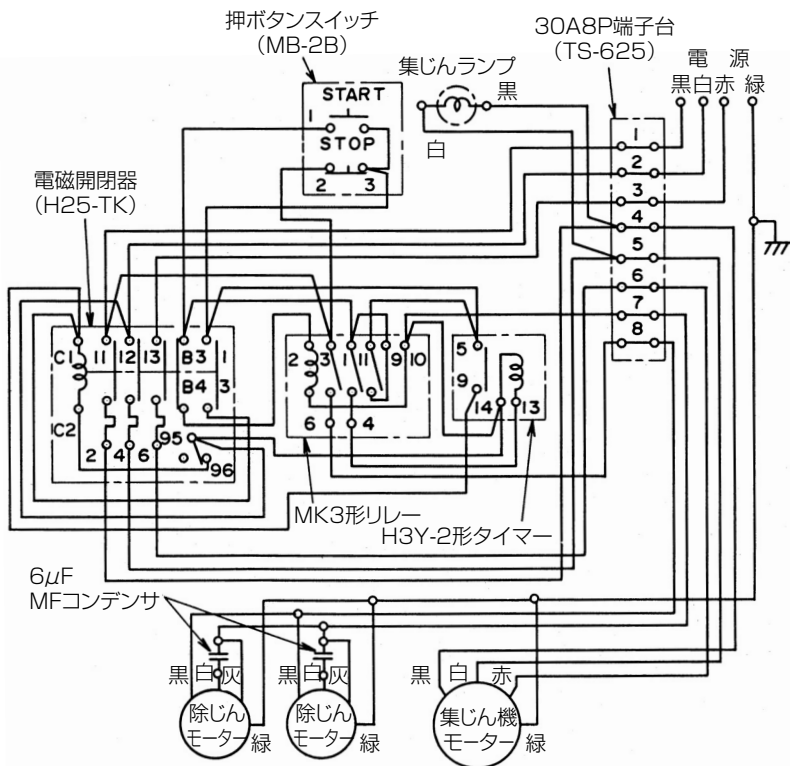 押ボタンスイッチ
（MB-2B）
30A8P端子台
（TS-625）
集じんランプ
黒
白
電 源
黒白赤緑
START
1
STOP
2 3
1
2
3
4
5
6
7
8
電磁開閉器
（H25-TK）
C1 11 12 13 B3 1
B4 3
C2
2 4 6 95 96
2 3 1 11 9 10
6 4
5
9
14 13
MK3形リレー
H3Y-2形タイマー
6μF
MFコンデンサ
黒 白 灰
除じん
モーター
緑
黒 白 灰
除じん
モーター
緑
黒 白 赤
集じん機
モーター
緑